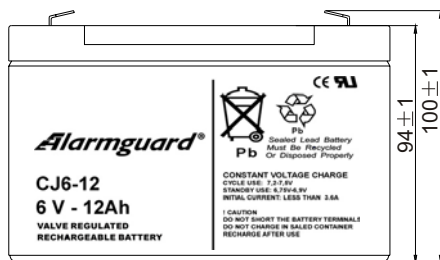 Alarmguard®
CJ6-12
6 V - 12Ah
VALVE REGULATED
RECHARGEABLE BATTERY
CE
Pb
Pb
Sealed Lead Battery
Must Be Recycled
Or Disposed Properly
CONSTANT VOLTAGE CHARGE
CYCLE USE: 7,2-7,5V
STANDBY USE: 6,75V-6,9V
INITIAL CURRENT: LESS THAN 3.6A
! CAUTION
DO NOT SHORT THE BATTERY TERMINALS
DO NOT CHARGE IN SALED CONTAINER
RECHARGE AFTER USE
94±1
100±1